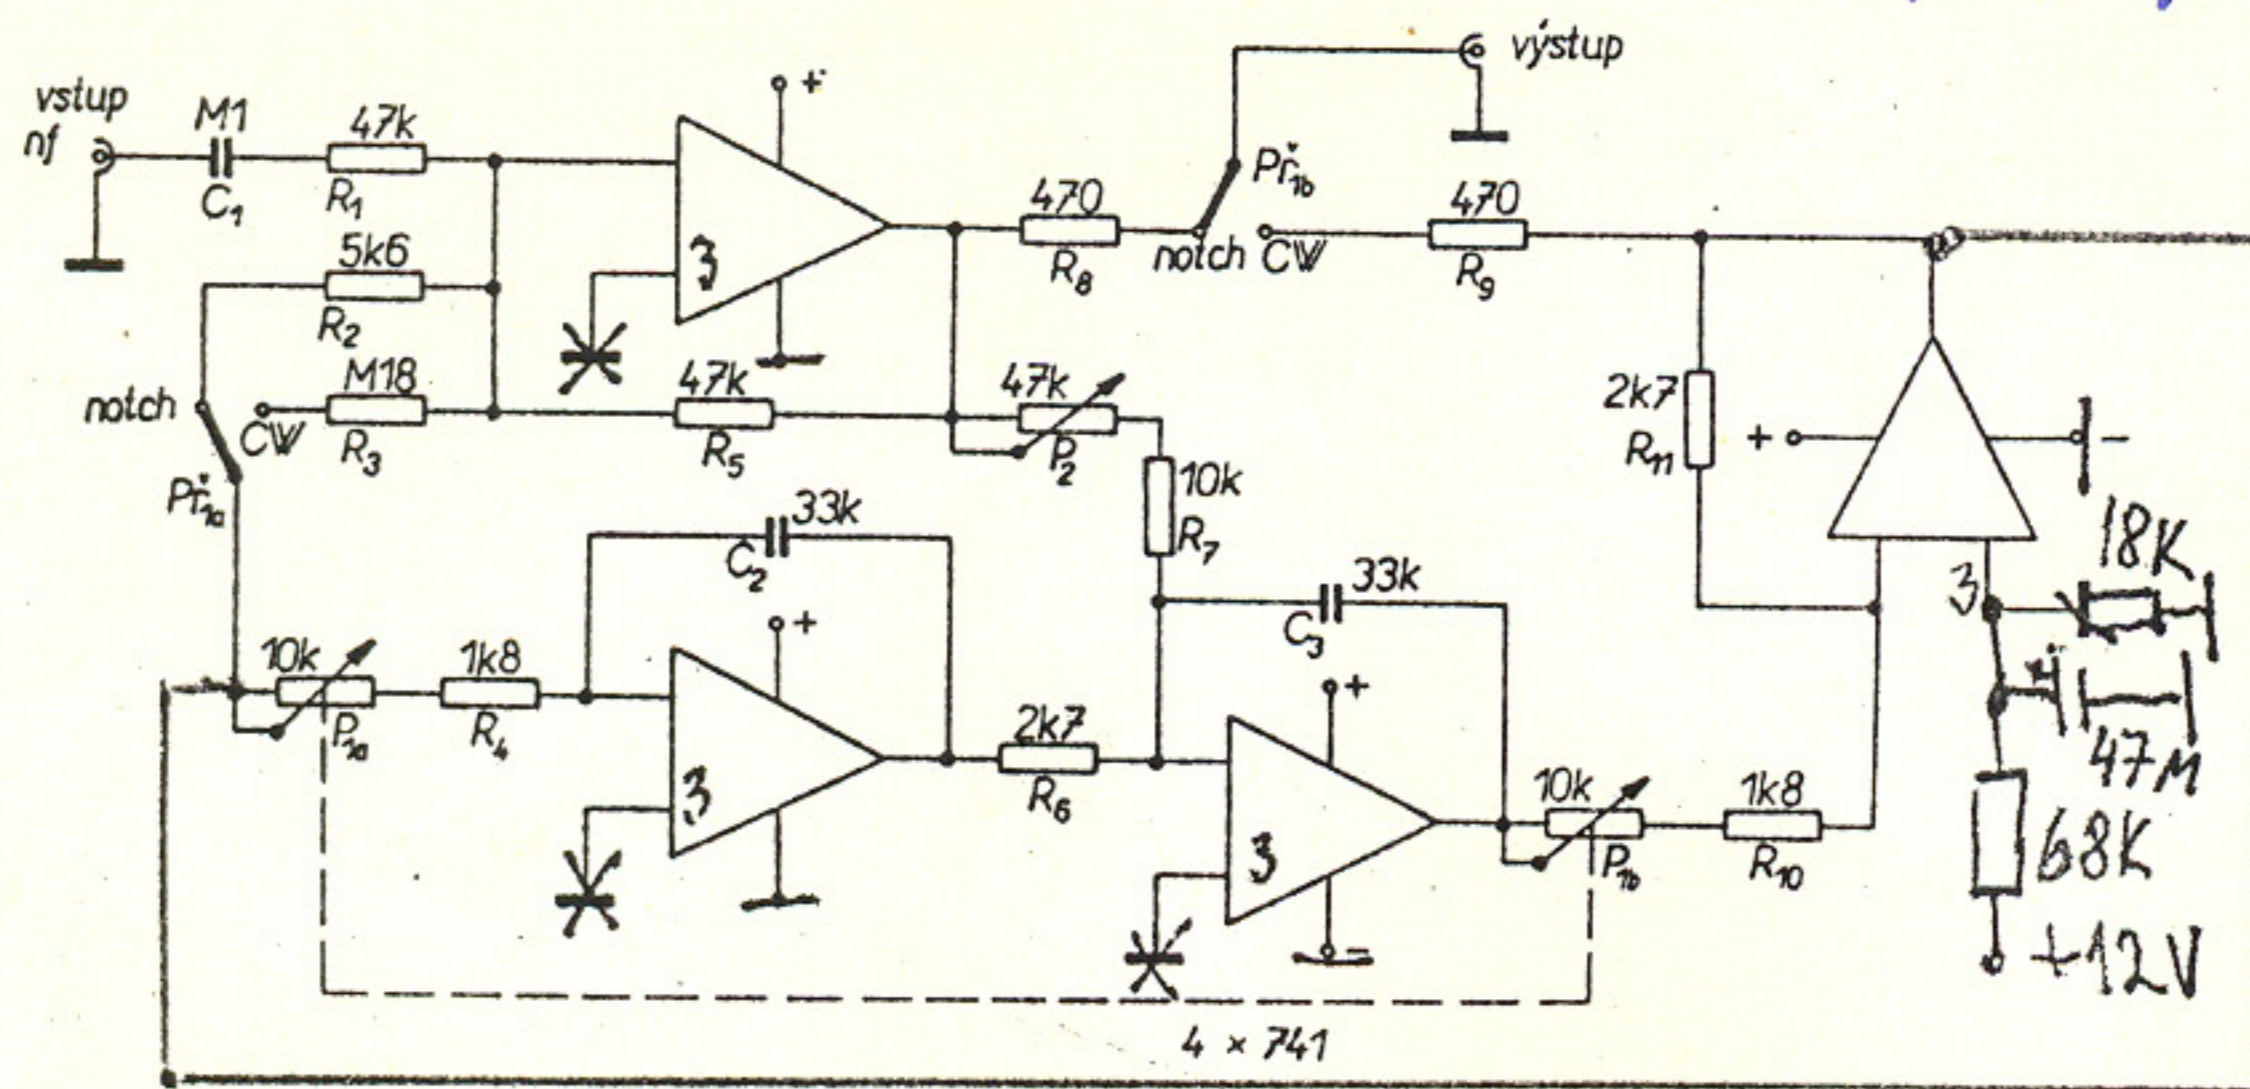 vstup
nf
M1
C1
47k
R1
5k6
R2
M18
R3
notch
CW
Př1a
+
3
47k
R5
470
R8
notch
CW
Př1b
výstup
470
R9
47k
P2
10k
R7
2k7
R11
+
-
3
18K
47M
68K
+12V
33k
C2
33k
C3
10k
P1a
1k8
R4
+
3
2k7
R6
+
3
-
10k
P1b
1k8
R10
4 × 741